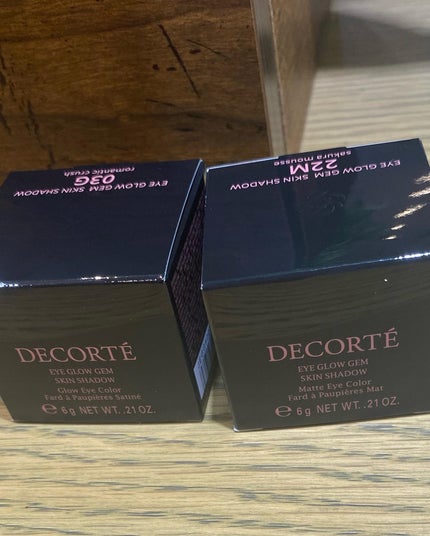 EYE GLOW GEM SKIN SHADOW
03G
romantic crush
DECORTÉ
EYE GLOW GEM
SKIN SHADOW
Glow Eye Color
Fard à Paupières Satiné
e 6g NET WT. .21 OZ.
EYE GLOW GEM SKIN SHADOW
22M
sakura mousse
DECORTÉ
EYE GLOW GEM
SKIN SHADOW
Matte Eye Color
Fard à Paupières Mat
e 6g NET WT. .21 OZ.